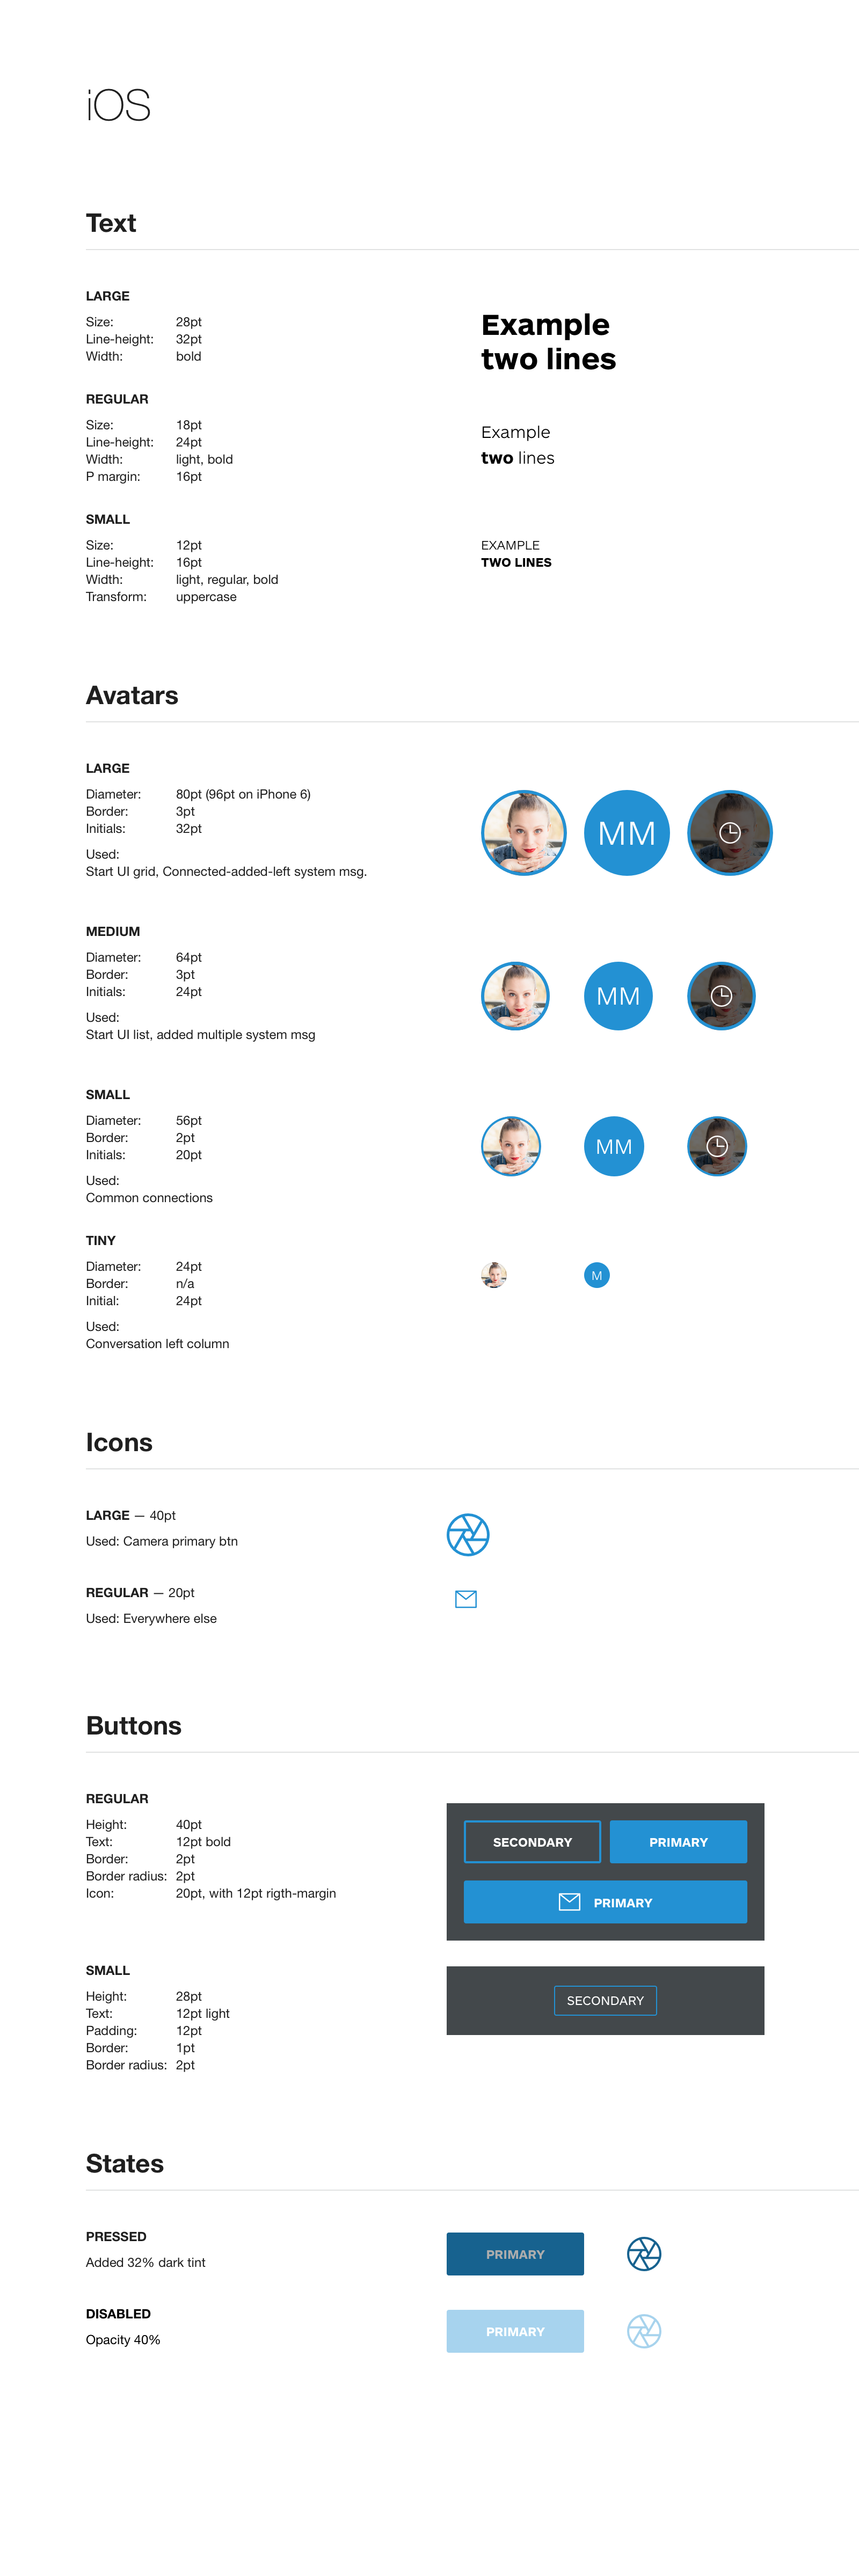 iOS
Text
LARGE
Size: 28pt
Line-height: 32pt
Width: bold
Example
two lines
REGULAR
Size: 18pt
Line-height: 24pt
Width: light, bold
P margin: 16pt
Example
two lines
SMALL
Size: 12pt
Line-height: 16pt
Width: light, regular, bold
Transform: uppercase
EXAMPLE
TWO LINES
Avatars
LARGE
Diameter: 80pt (96pt on iPhone 6)
Border: 3pt
Initials: 32pt
Used:
Start UI grid, Connected-added-left system msg.
MM
MEDIUM
Diameter: 64pt
Border: 3pt
Initials: 24pt
Used:
Start UI list, added multiple system msg
MM
SMALL
Diameter: 56pt
Border: 2pt
Initials: 20pt
Used:
Common connections
MM
TINY
Diameter: 24pt
Border: n/a
Initial: 24pt
Used:
Conversation left column
M
Icons
LARGE — 40pt
Used: Camera primary btn
REGULAR — 20pt
Used: Everywhere else
Buttons
REGULAR
Height: 40pt
Text: 12pt bold
Border: 2pt
Border radius: 2pt
Icon: 20pt, with 12pt rigth-margin
SECONDARY PRIMARY
PRIMARY
SMALL
Height: 28pt
Text: 12pt light
Padding: 12pt
Border: 1pt
Border radius: 2pt
SECONDARY
States
PRESSED
Added 32% dark tint
PRIMARY
DISABLED
Opacity 40%
PRIMARY